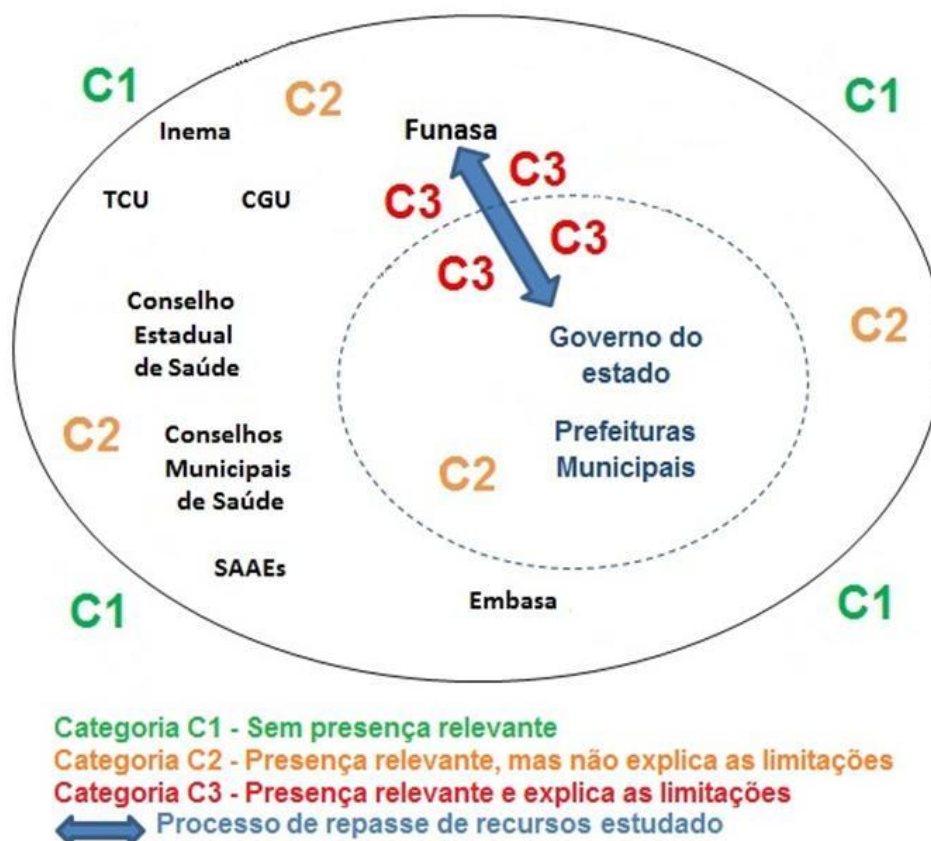 C1
C2
C1
Inema
Funasa
C3
TCU
CGU
C3
C3
C3
Conselho
Estadual
de Saúde
Governo do
estado
C2
C2
Conselhos
Municipais
de Saúde
Prefeituras
Municipais
C2
SAAEs
Embasa
C1
C1
Categoria C1 - Sem presença relevante
Categoria C2 - Presença relevante, mas não explica as limitações
Categoria C3 - Presença relevante e explica as limitações
Processo de repasse de recursos estudado